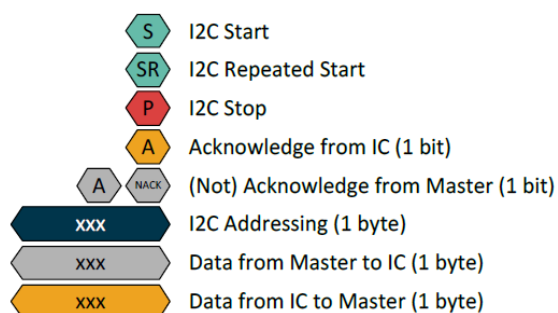 S I2C Start
SR I2C Repeated Start
P I2C Stop
A Acknowledge from IC (1 bit)
A NACK (Not) Acknowledge from Master (1 bit)
xxx I2C Addressing (1 byte)
xxx Data from Master to IC (1 byte)
xxx Data from IC to Master (1 byte)